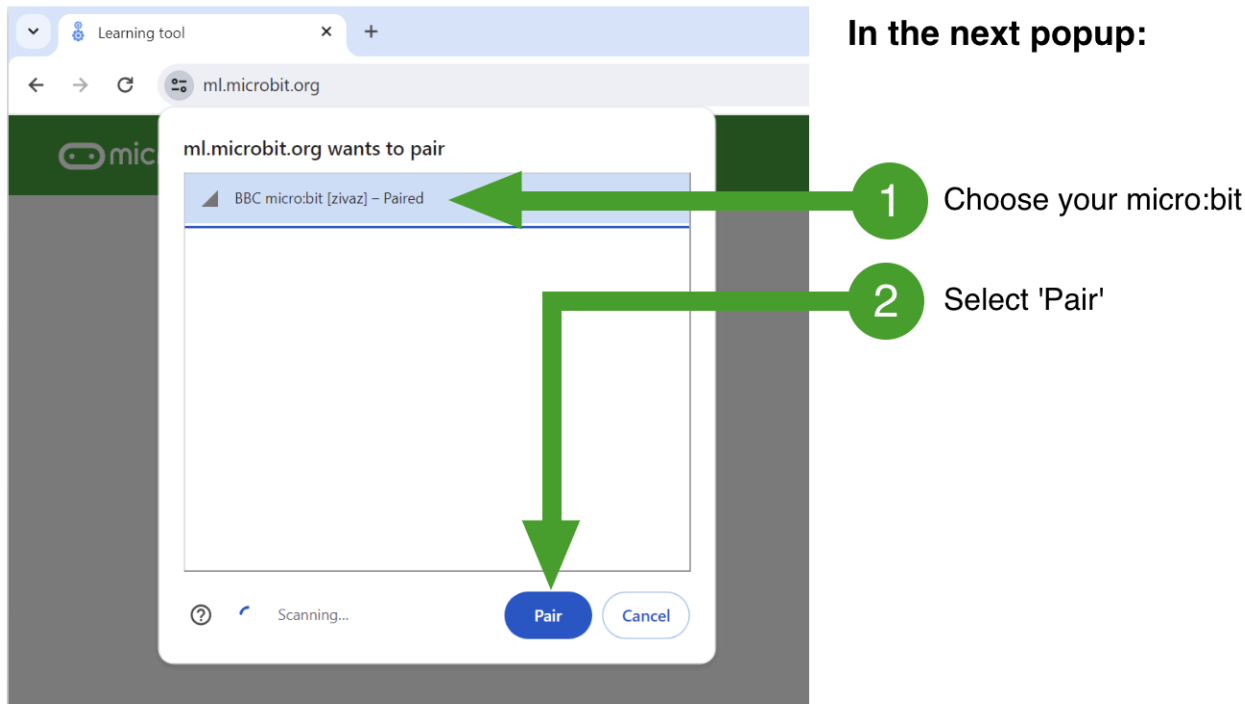 Learning tool
In the next popup:
ml.microbit.org
mic
ml.microbit.org wants to pair
BBC micro:bit [zivaz] – Paired
1 Choose your micro:bit
2 Select 'Pair'
Scanning...
Pair
Cancel